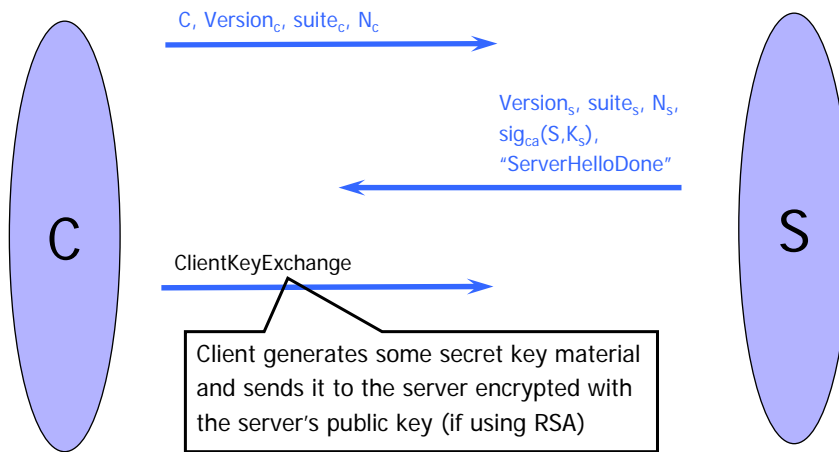 C, Version_c, suite_c, N_c
Version_s, suite_s, N_s,
sig_ca(S,K_s),
“ServerHelloDone”
C
S
ClientKeyExchange
Client generates some secret key material
and sends it to the server encrypted with
the server’s public key (if using RSA)